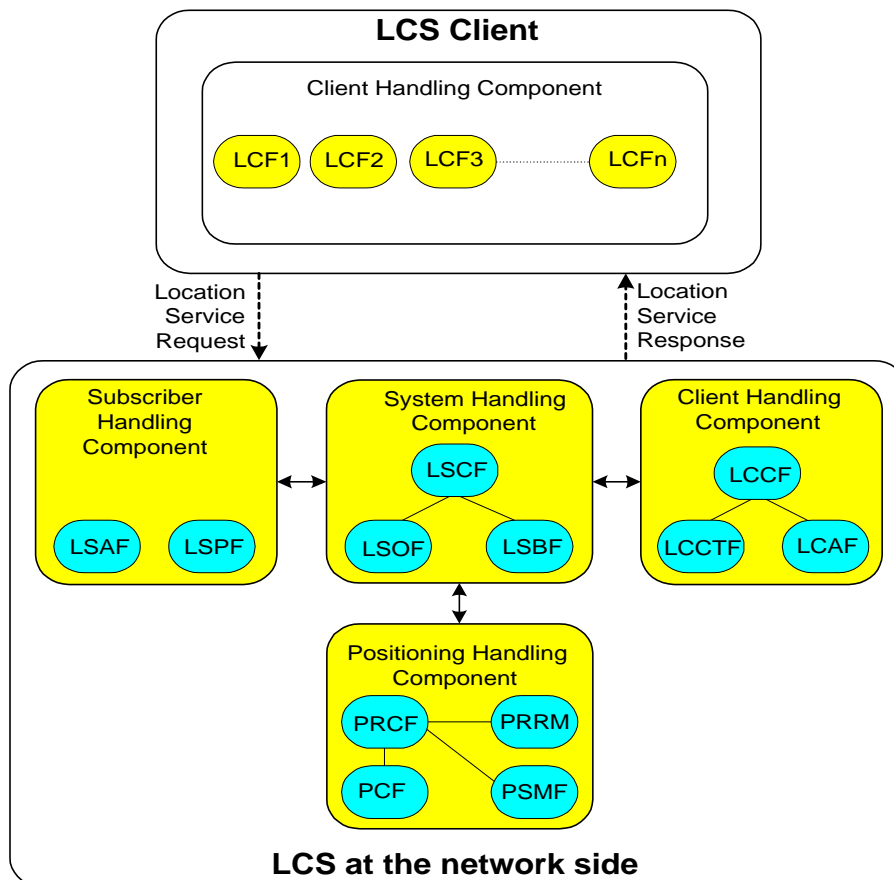 LCS Client
Client Handling Component
LCF1
LCF2
LCF3
LCFn
Location
Service
Request
Location
Service
Response
Subscriber
Handling
Component
LSAF
LSPF
System Handling
Component
LSCF
LSOF
LSBF
Client Handling
Component
LCCF
LCCTF
LCAF
Positioning Handling
Component
PRCF
PRRM
PCF
PSMF
LCS at the network side